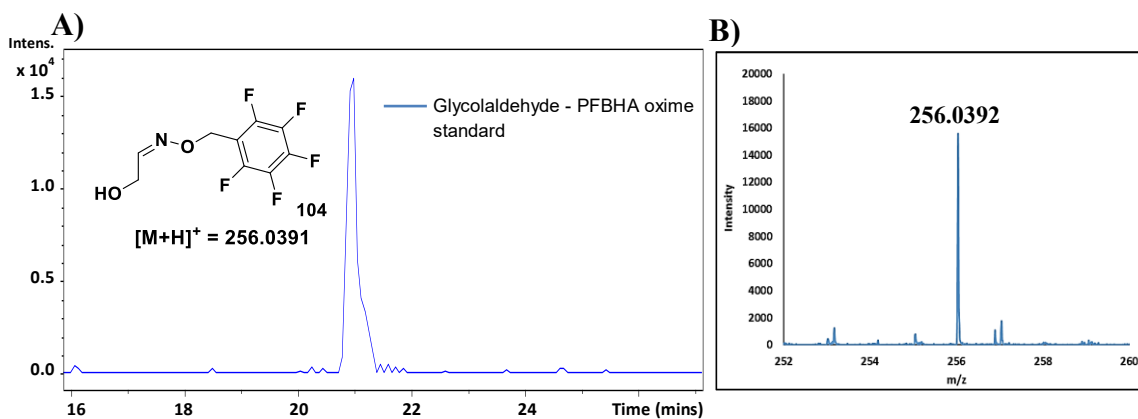 A)
Intens.
x 10⁴
1.5
1.0
0.5
0.0
16
18
20
22
24
Time (mins)
F
F
F
F
F
N
O
HO
104
[M+H]⁺ = 256.0391
Glycolaldehyde - PFBHA oxime
standard
B)
256.0392
Intensity
20000
18000
16000
14000
12000
10000
8000
6000
4000
2000
0
252
254
256
258
260
m/z